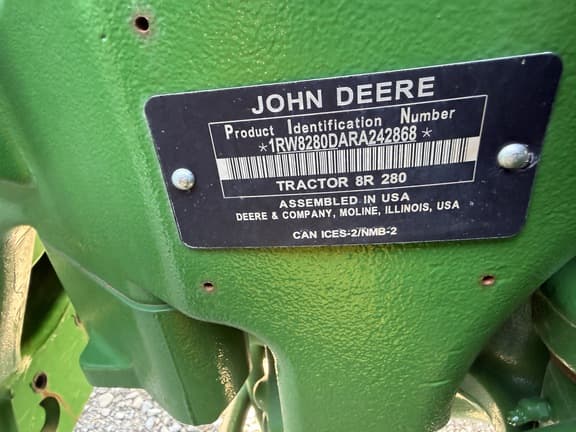 JOHN DEERE
Product Identification Number
*1RW8280DARA242868*
TRACTOR 8R 280
ASSEMBLED IN USA
DEERE & COMPANY, MOLINE, ILLINOIS, USA
CAN ICES-2/NMB-2